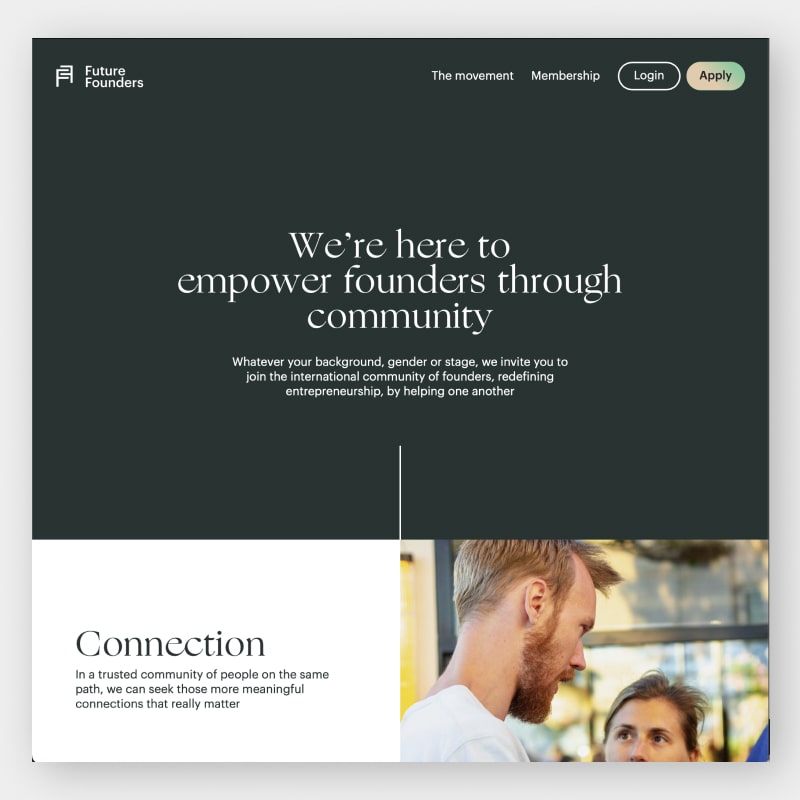 Future
Founders
The movement
Membership
Login
Apply
We’re here to
empower founders through
community
Whatever your background, gender or stage, we invite you to
join the international community of founders, redefining
entrepreneurship, by helping one another
Connection
In a trusted community of people on the same
path, we can seek those more meaningful
connections that really matter